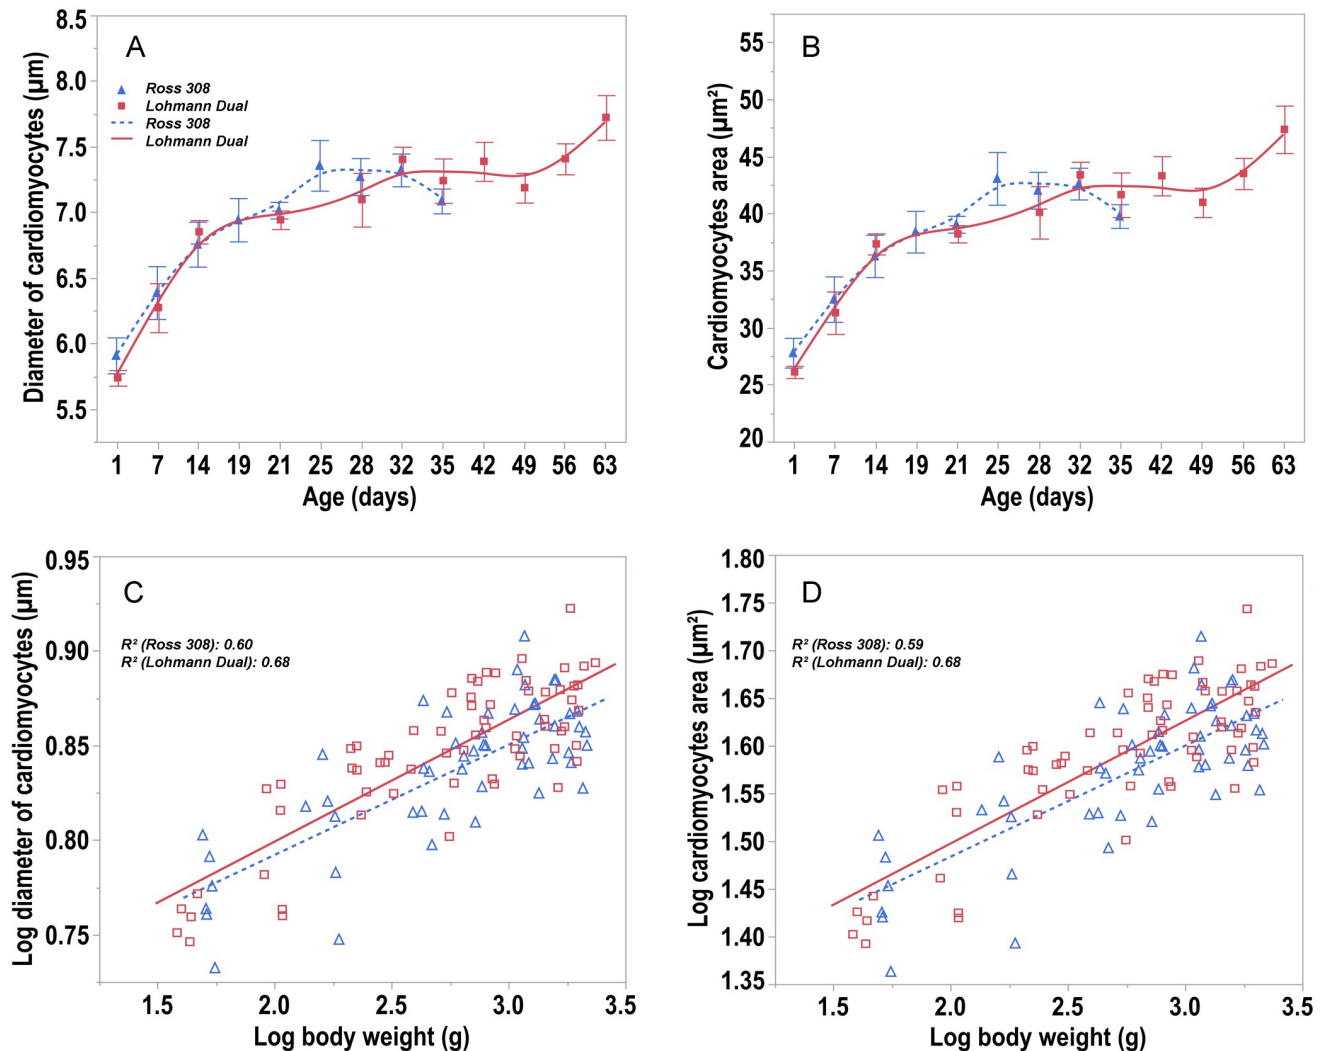 A
Diameter of cardiomyocytes (µm)
8.5
8.0
7.5
7.0
6.5
6.0
5.5
Ross 308
Lohmann Dual
Ross 308
Lohmann Dual
1 7 14 19 21 25 28 32 35 42 49 56 63
Age (days)
B
Cardiomyocytes area (µm²)
55
50
45
40
35
30
25
20
1 7 14 19 21 25 28 32 35 42 49 56 63
Age (days)
C
Log diameter of cardiomyocytes (µm)
0.95
0.90
0.85
0.80
0.75
R² (Ross 308): 0.60
R² (Lohmann Dual): 0.68
1.5 2.0 2.5 3.0 3.5
Log body weight (g)
D
Log cardiomyocytes area (µm²)
1.80
1.75
1.70
1.65
1.60
1.55
1.50
1.45
1.40
1.35
R² (Ross 308): 0.59
R² (Lohmann Dual): 0.68
1.5 2.0 2.5 3.0 3.5
Log body weight (g)